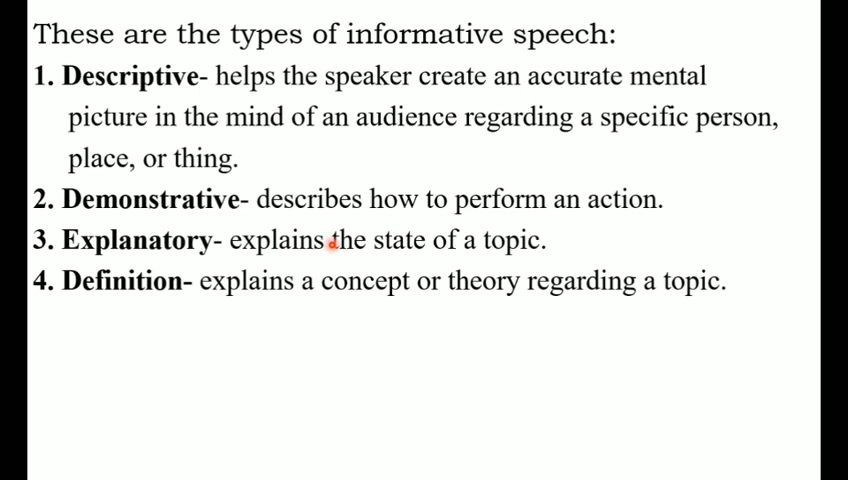 These are the types of informative speech:
1. Descriptive- helps the speaker create an accurate mental
picture in the mind of an audience regarding a specific person,
place, or thing.
2. Demonstrative- describes how to perform an action.
3. Explanatory- explains the state of a topic.
4. Definition- explains a concept or theory regarding a topic.